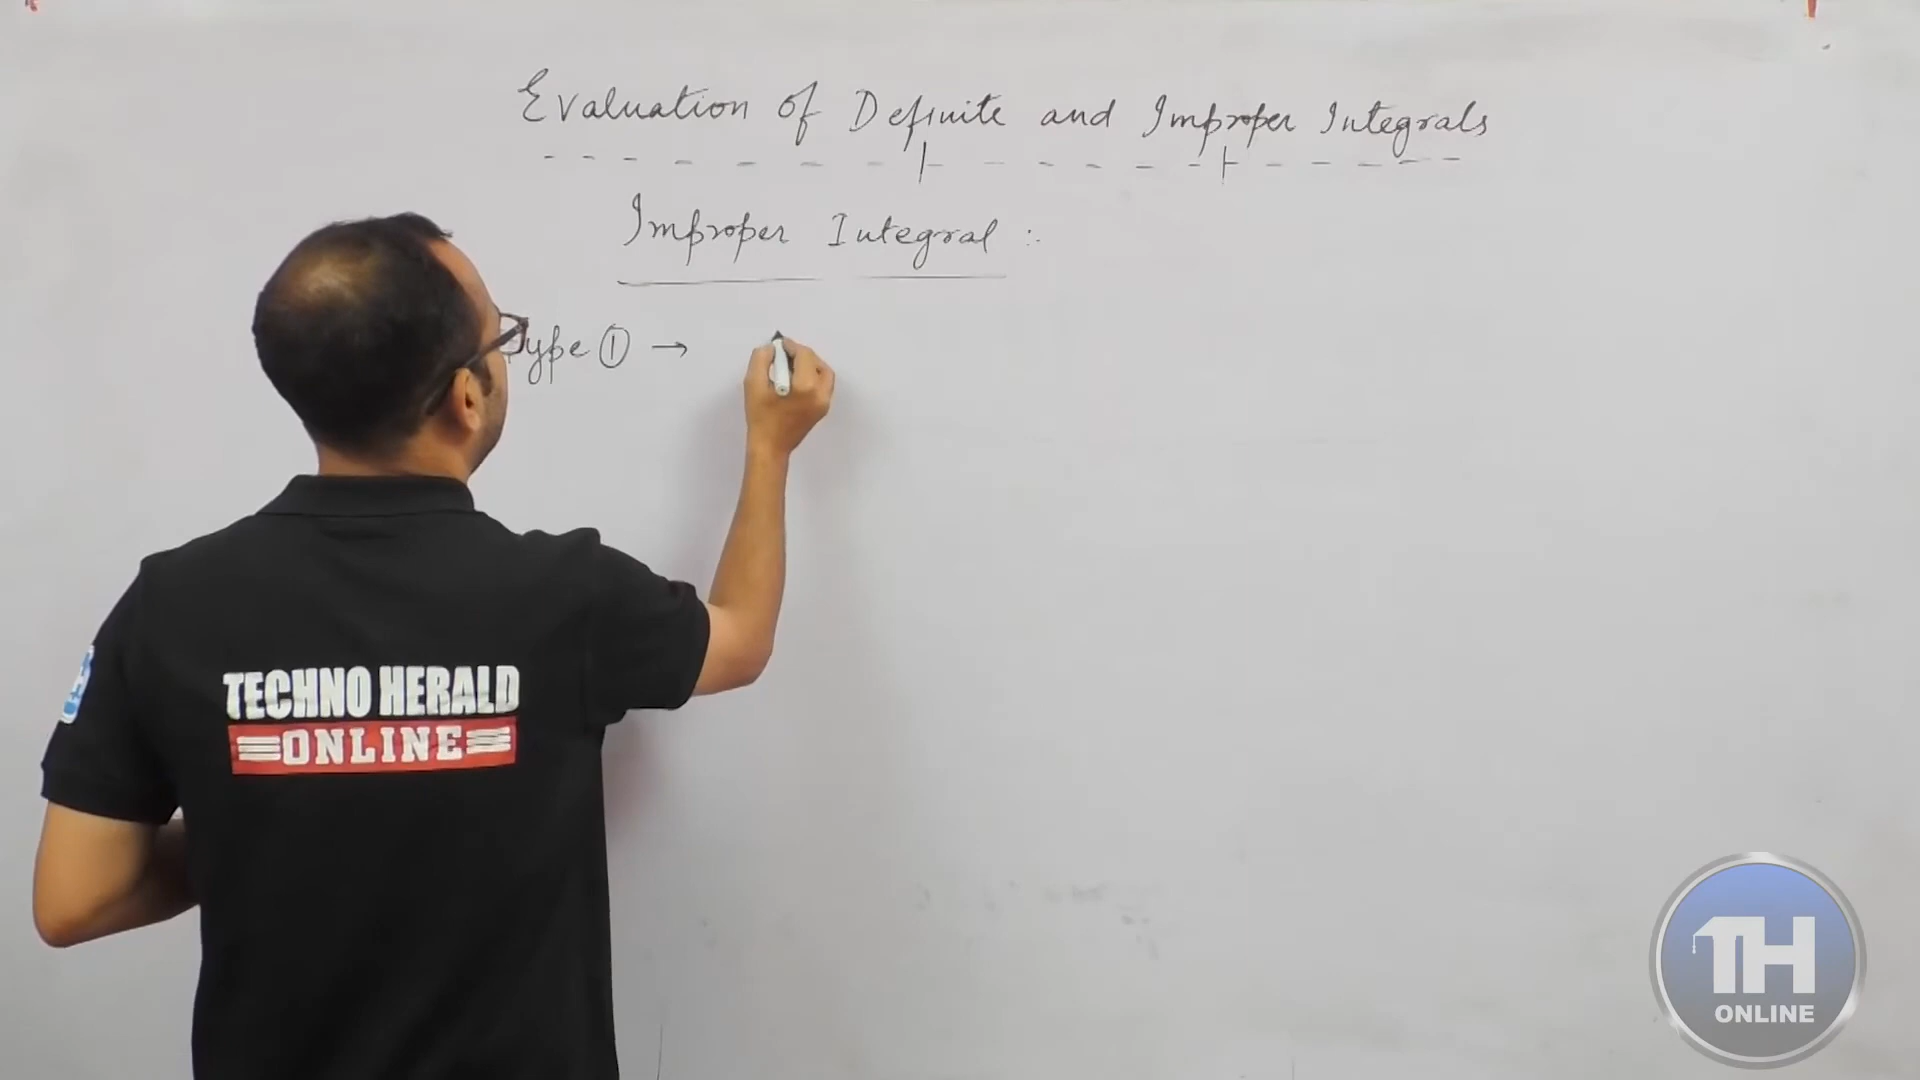 Evaluation of Definite and Improper Integrals
Improper Integral :-
Type ① →
TECHNO HERALD
ONLINE
TH
ONLINE